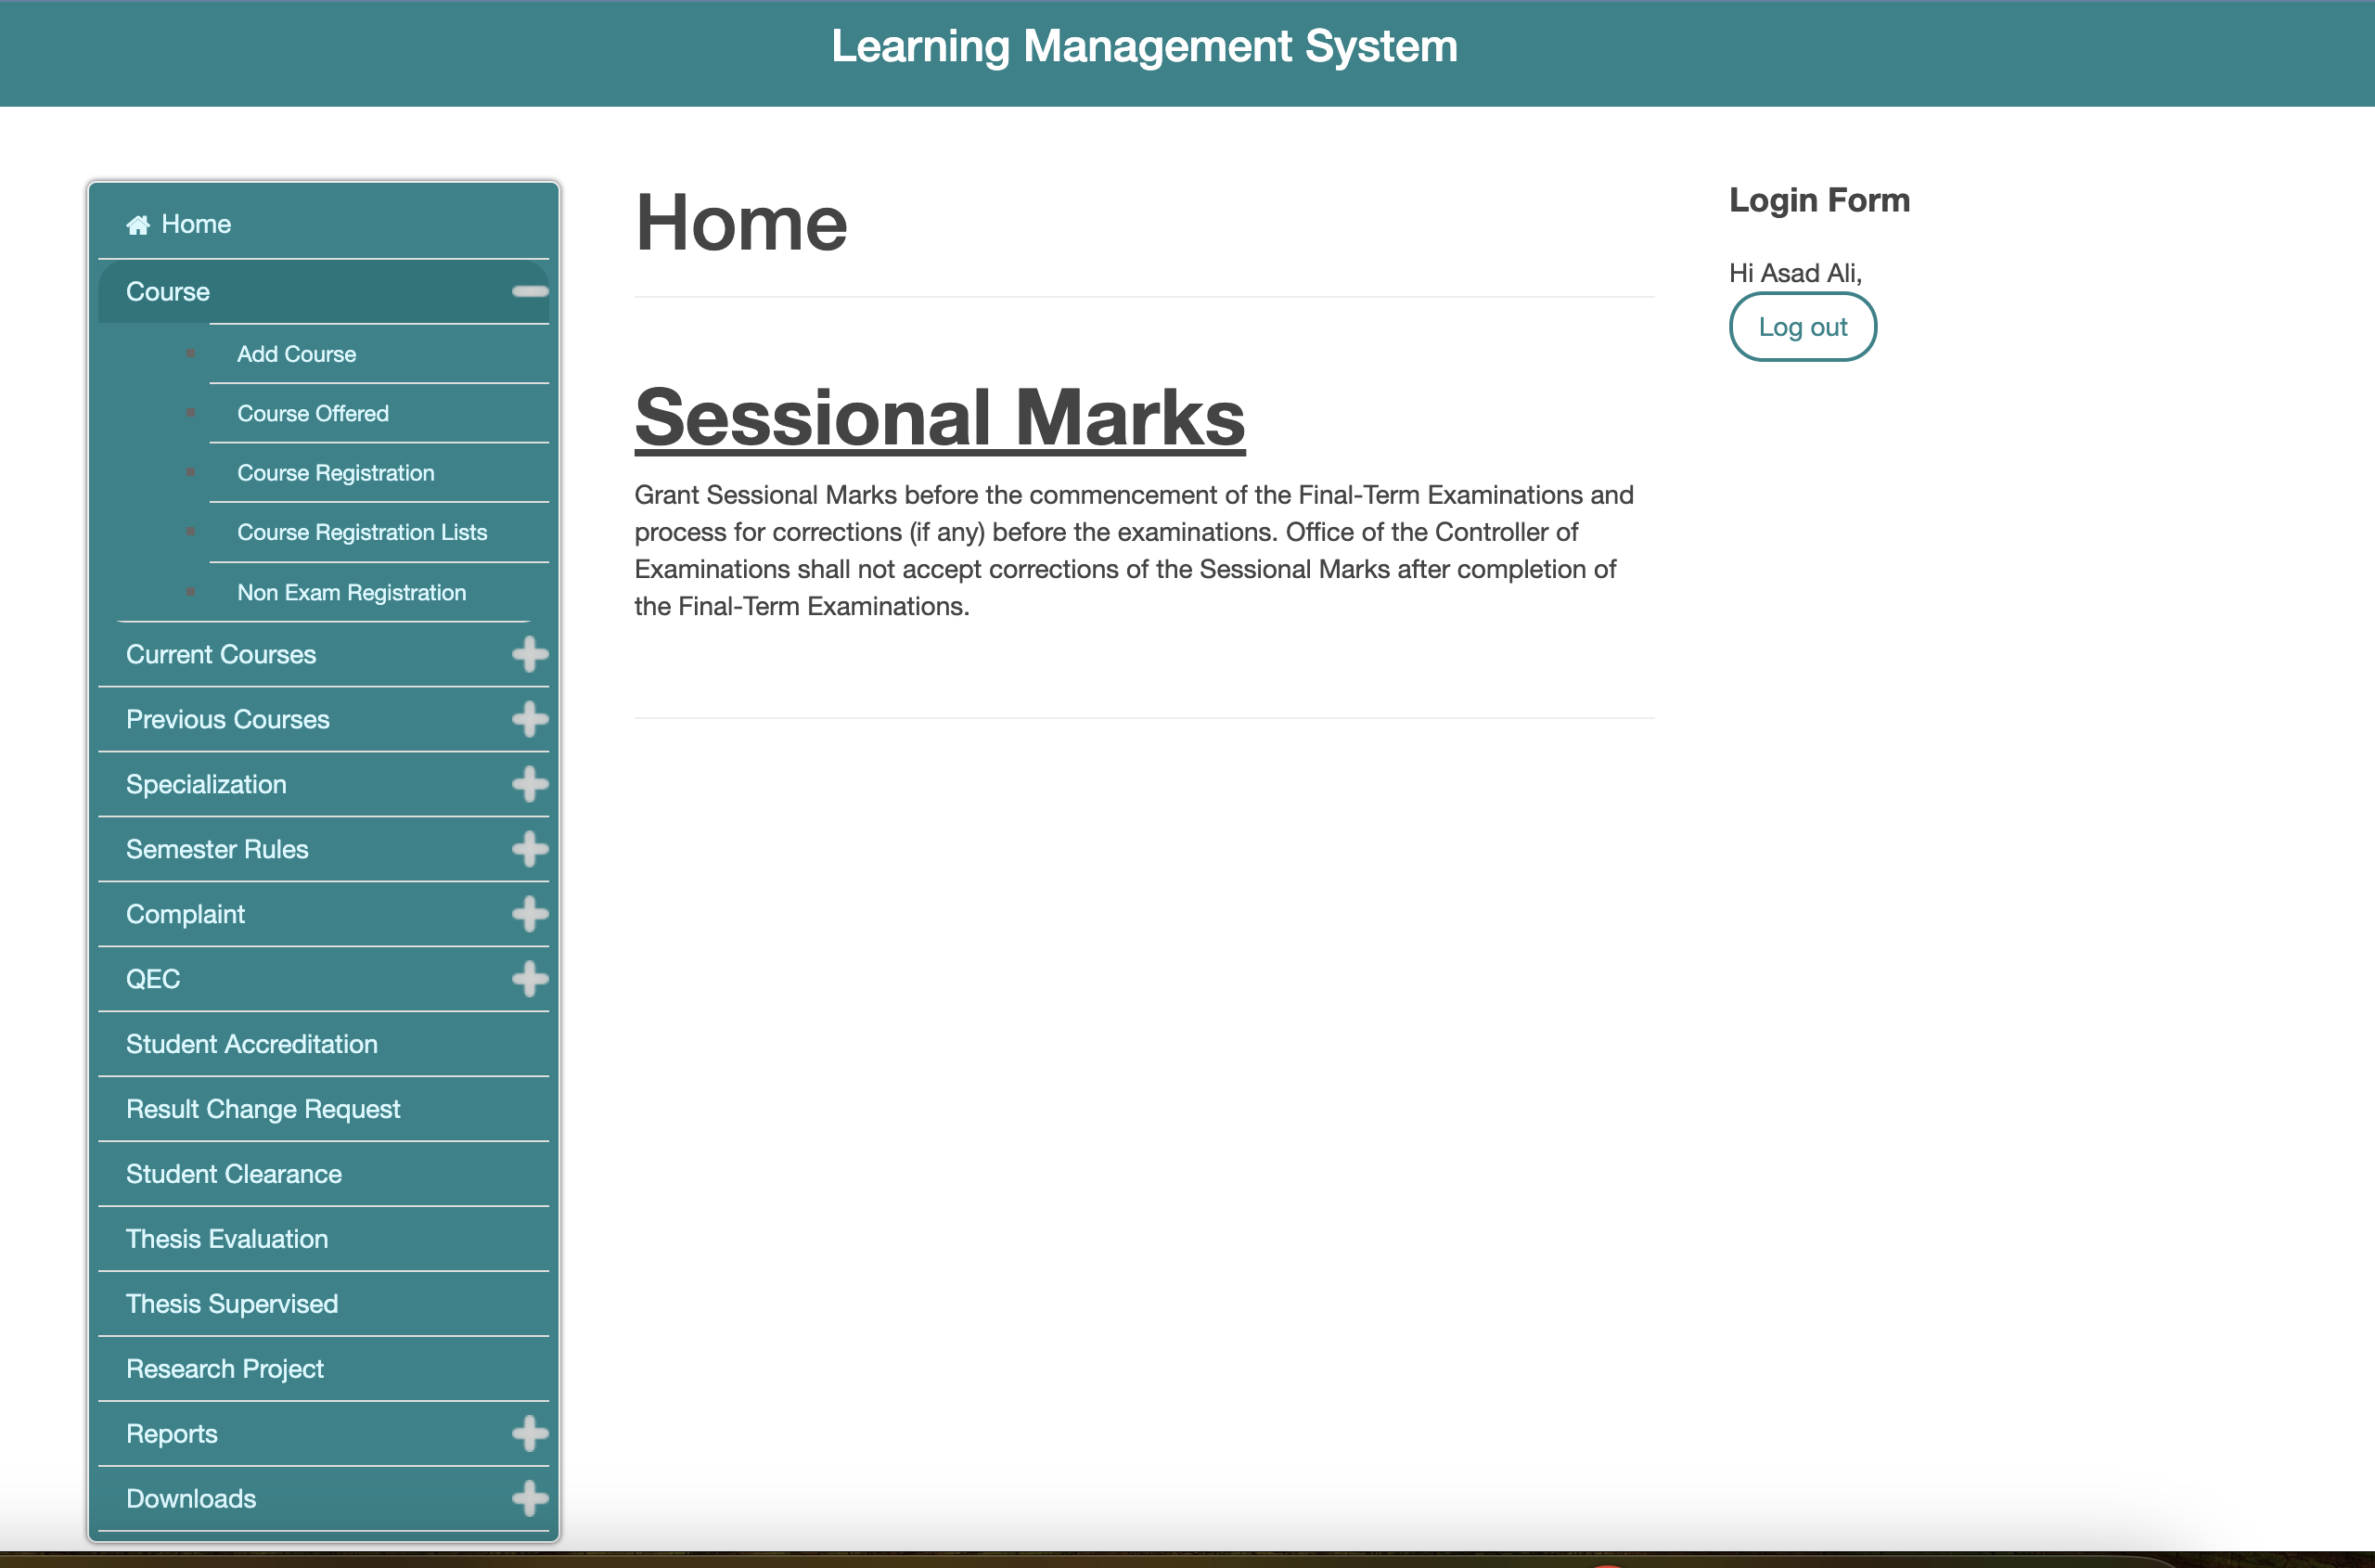 Learning Management System
Home
Course
Add Course
Course Offered
Course Registration
Course Registration Lists
Non Exam Registration
Current Courses
Previous Courses
Specialization
Semester Rules
Complaint
QEC
Student Accreditation
Result Change Request
Student Clearance
Thesis Evaluation
Thesis Supervised
Research Project
Reports
Downloads
Home
Sessional Marks
Grant Sessional Marks before the commencement of the Final-Term Examinations and
process for corrections (if any) before the examinations. Office of the Controller of
Examinations shall not accept corrections of the Sessional Marks after completion of
the Final-Term Examinations.
Login Form
Hi Asad Ali,
Log out